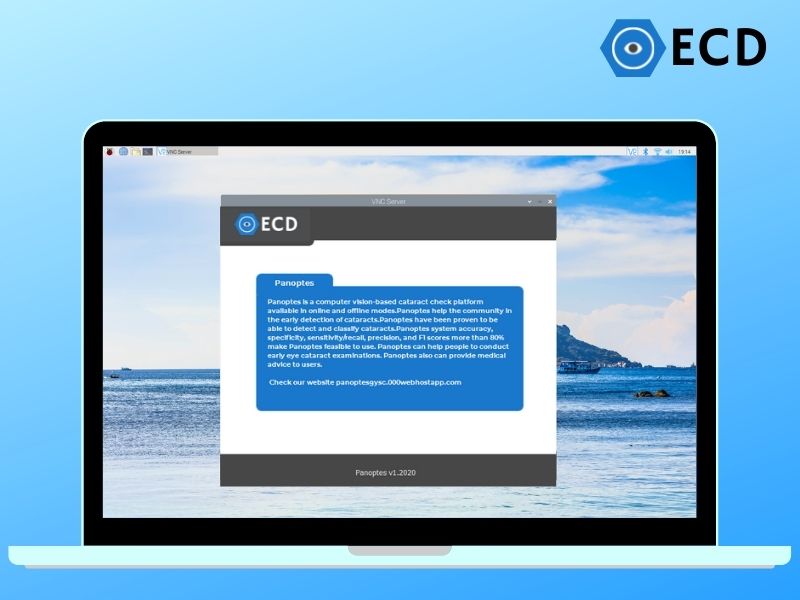 ECD
VNC Server
19:14
VNC Server
ECD
Panoptes
Panoptes is a computer vision-based cataract check platform
available in online and offline modes.Panoptes help the community in
the early detection of cataracts.Panoptes have been proven to be
able to detect and classify cataracts.Panoptes system accuracy,
specificity, sensitivity/recall, precision, and F1 scores more than 80%
make Panoptes feasible to use. Panoptes can help people to conduct
early eye cataract examinations. Panoptes also can provide medical
advice to users.
Check our website panoptesgysc.000webhostapp.com
Panoptes v1.2020